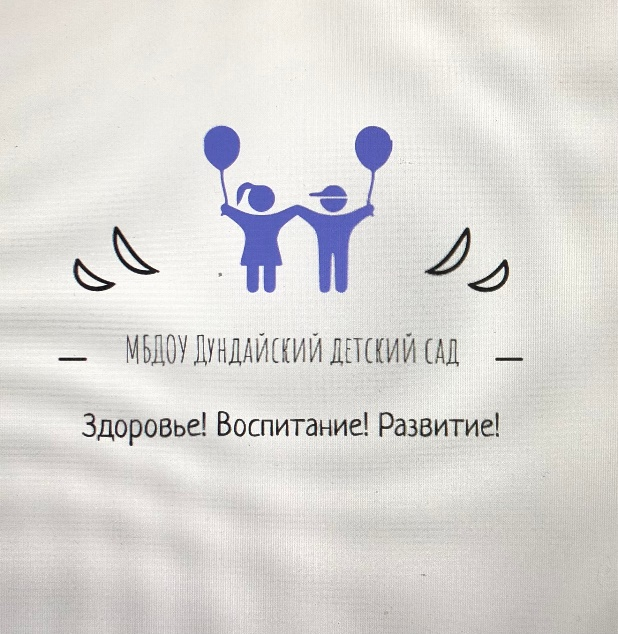 МБДОУ ДУНДАЙСКИЙ ДЕТСКИЙ САД
Здоровье! Воспитание! Развитие!